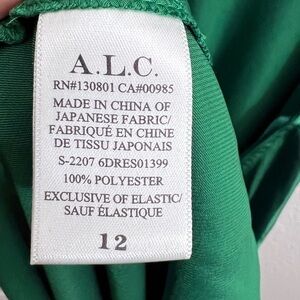 A.L.C.
RN#130801 CA#00985
MADE IN CHINA OF
JAPANESE FABRIC/
FABRIQUÉ EN CHINE
DE TISSU JAPONAIS
S-2207 6DRES01399
100% POLYESTER
EXCLUSIVE OF ELASTIC/
SAUF ÉLASTIQUE
12